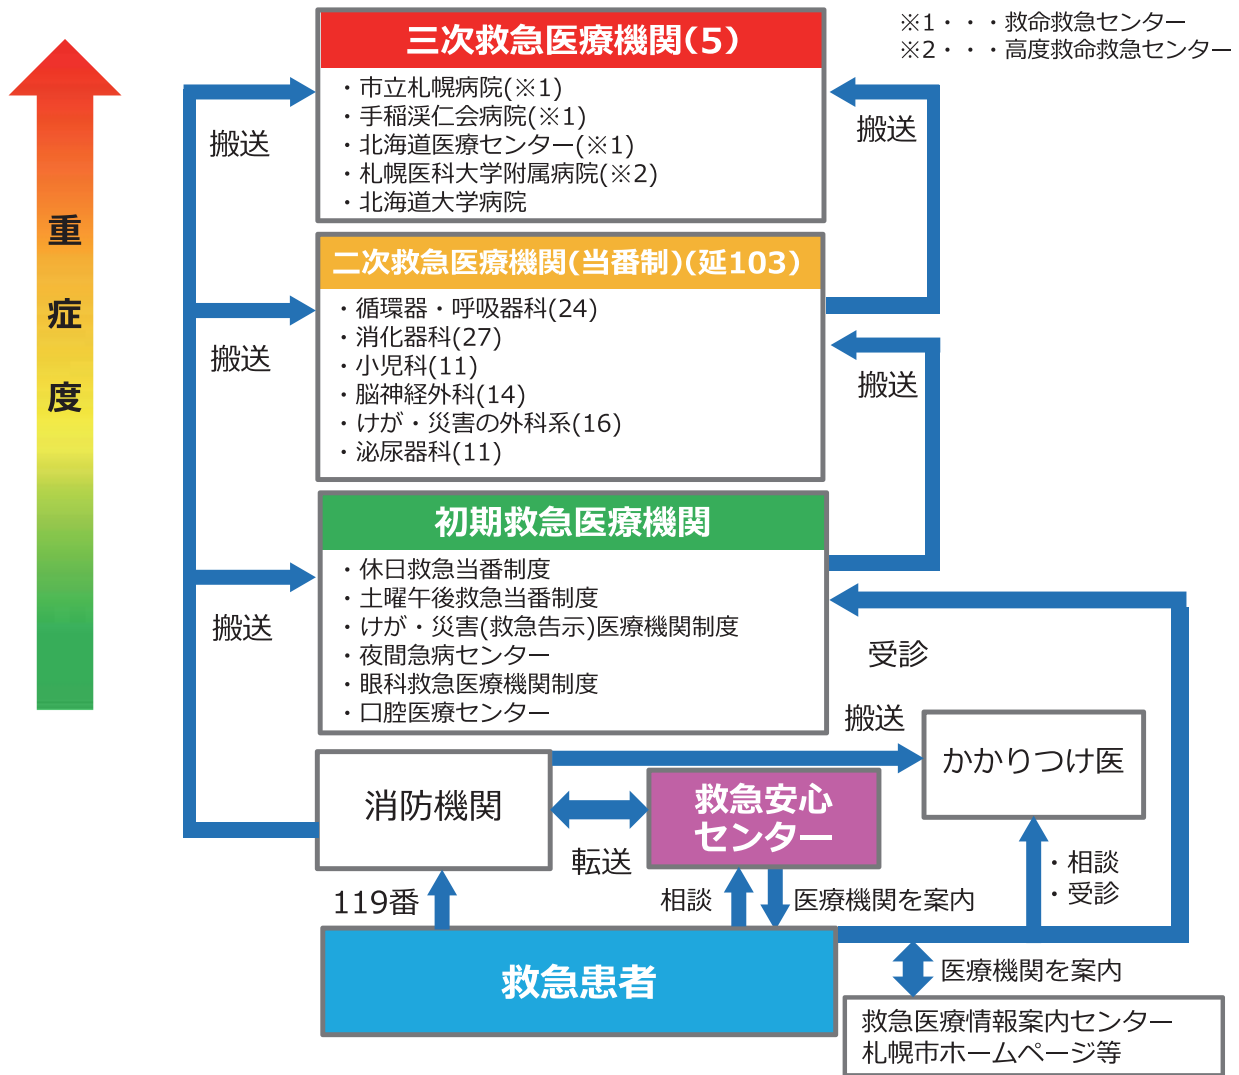 ※1・・・救命救急センター
※2・・・高度救命救急センター
三次救急医療機関(5)
・市立札幌病院(※1)
・手稲渓仁会病院(※1)
・北海道医療センター(※1)
・札幌医科大学附属病院(※2)
・北海道大学病院
搬送
搬送
重症度
二次救急医療機関(当番制)(延103)
・循環器・呼吸器科(24)
・消化器科(27)
・小児科(11)
・脳神経外科(14)
・けが・災害の外科系(16)
・泌尿器科(11)
搬送
搬送
初期救急医療機関
・休日救急当番制度
・土曜午後救急当番制度
・けが・災害(救急告示)医療機関制度
・夜間急病センター
・眼科救急医療機関制度
・口腔医療センター
搬送
受診
搬送
かかりつけ医
消防機関
救急安心
センター
転送
119番
相談
医療機関を案内
・相談
・受診
救急患者
医療機関を案内
救急医療情報案内センター
札幌市ホームページ等